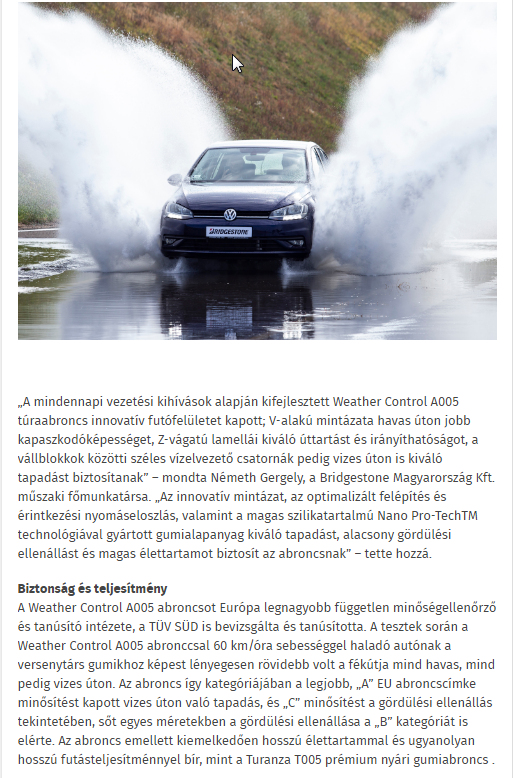 BRIDGESTONE
„A mindennapi vezetési kihívások alapján kifejlesztett Weather Control A005
túraabroncs innovatív futófelületet kapott; V-alakú mintázata havas úton jobb
kapaszkodóképességet, Z-vágatú lamellái kiváló úttartást és irányíthatóságot, a
vállblokkok közötti széles vízelvezető csatornák pedig vizes úton is kiváló
tapadást biztosítanak” – mondta Németh Gergely, a Bridgestone Magyarország Kft.
műszaki főmunkatársa. „Az innovatív mintázat, az optimalizált felépítés és
érintkezési nyomáseloszlás, valamint a magas szilikatartalmú Nano Pro-TechTM
technológiával gyártott gumialapanyag kiváló tapadást, alacsony gördülési
ellenállást és magas élettartamot biztosít az abroncsnak” – tette hozzá.
Biztonság és teljesítmény
A Weather Control A005 abroncsot Európa legnagyobb független minőségellenőrző
és tanúsító intézete, a TÜV SÜD is bevizsgálta és tanúsította. A tesztek során a
Weather Control A005 abronccsal 60 km/óra sebességgel haladó autónak a
versenytárs gumikhoz képest lényegesen rövidebb volt a fékútja mind havas, mind
pedig vizes úton. Az abroncs így kategóriájában a legjobb, „A” EU abroncscímke
minősítést kapott vizes úton való tapadás, és „C” minősítést a gördülési ellenállás
tekintetében, sőt egyes méretekben a gördülési ellenállása a „B” kategóriát is
elérte. Az abroncs emellett kiemelkedően hosszú élettartammal és ugyanolyan
hosszú futásteljesítménnyel bír, mint a Turanza T005 prémium nyári gumiabroncs .